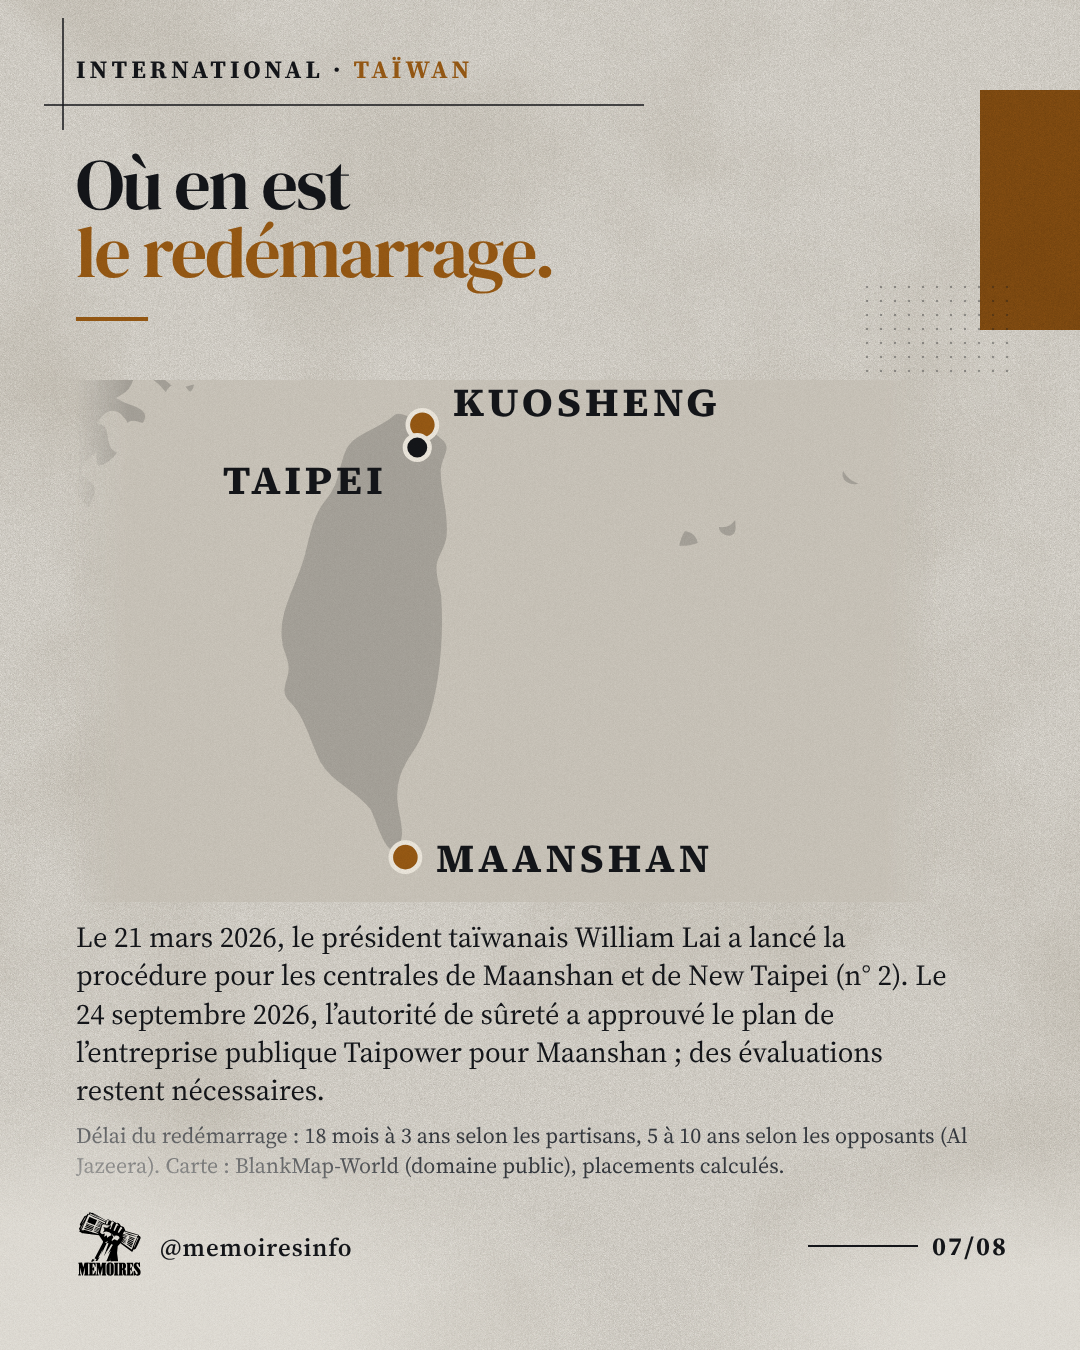 INTERNATIONAL · TAÏWAN
Où en est
le redémarrage.
KUOSHENG
TAIPEI
MAANSHAN
Le 21 mars 2026, le président taïwanais William Lai a lancé la
procédure pour les centrales de Maanshan et de New Taipei (n° 2). Le
24 septembre 2026, l’autorité de sûreté a approuvé le plan de
l’entreprise publique Taipower pour Maanshan ; des évaluations
restent nécessaires.
Délai du redémarrage : 18 mois à 3 ans selon les partisans, 5 à 10 ans selon les opposants (Al
Jazeera). Carte : BlankMap-World (domaine public), placements calculés.
MÉMOIRES
@memoiresinfo
07/08